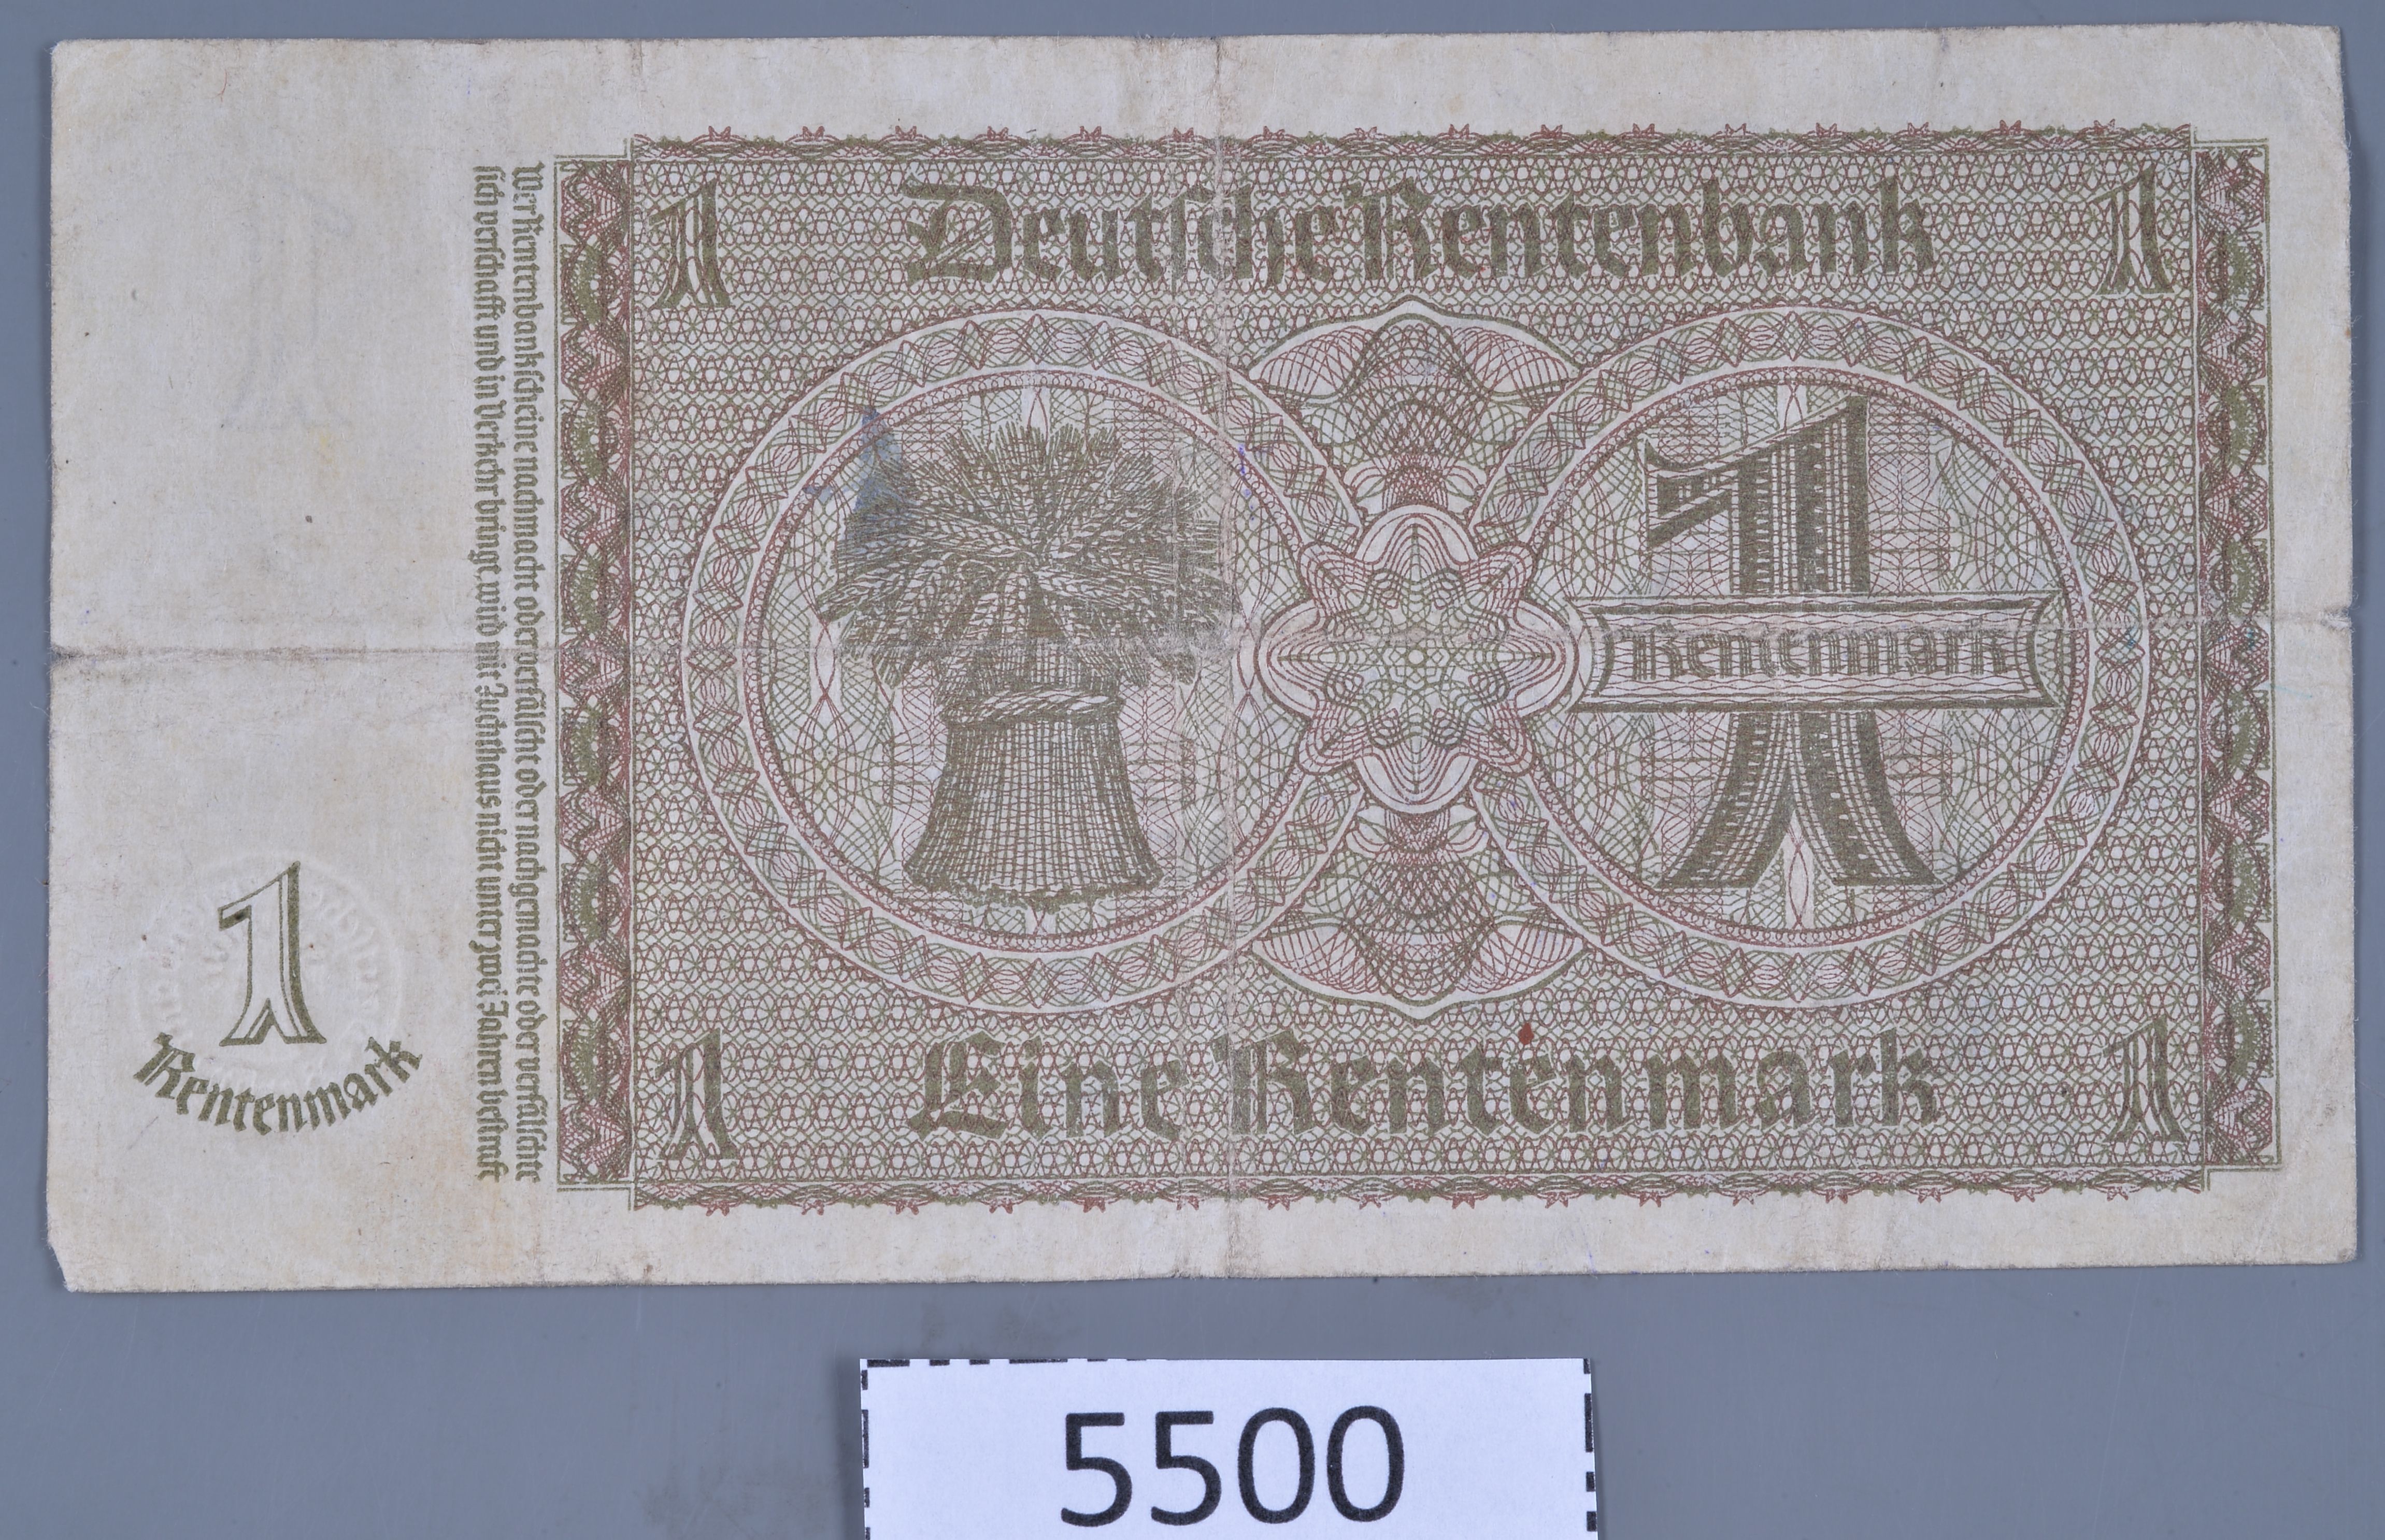 Wer Rentenbankscheine nachmacht oder verfälscht oder nachgemachte oder verfälschte
sich verschafft und in Verkehr bringt, wird mit Zuchthaus nicht unter zwei Jahren bestraft
1 Deutsche Rentenbank 1
1
Rentenmark
1 Eine Rentenmark 1
1
Rentenmark
5500